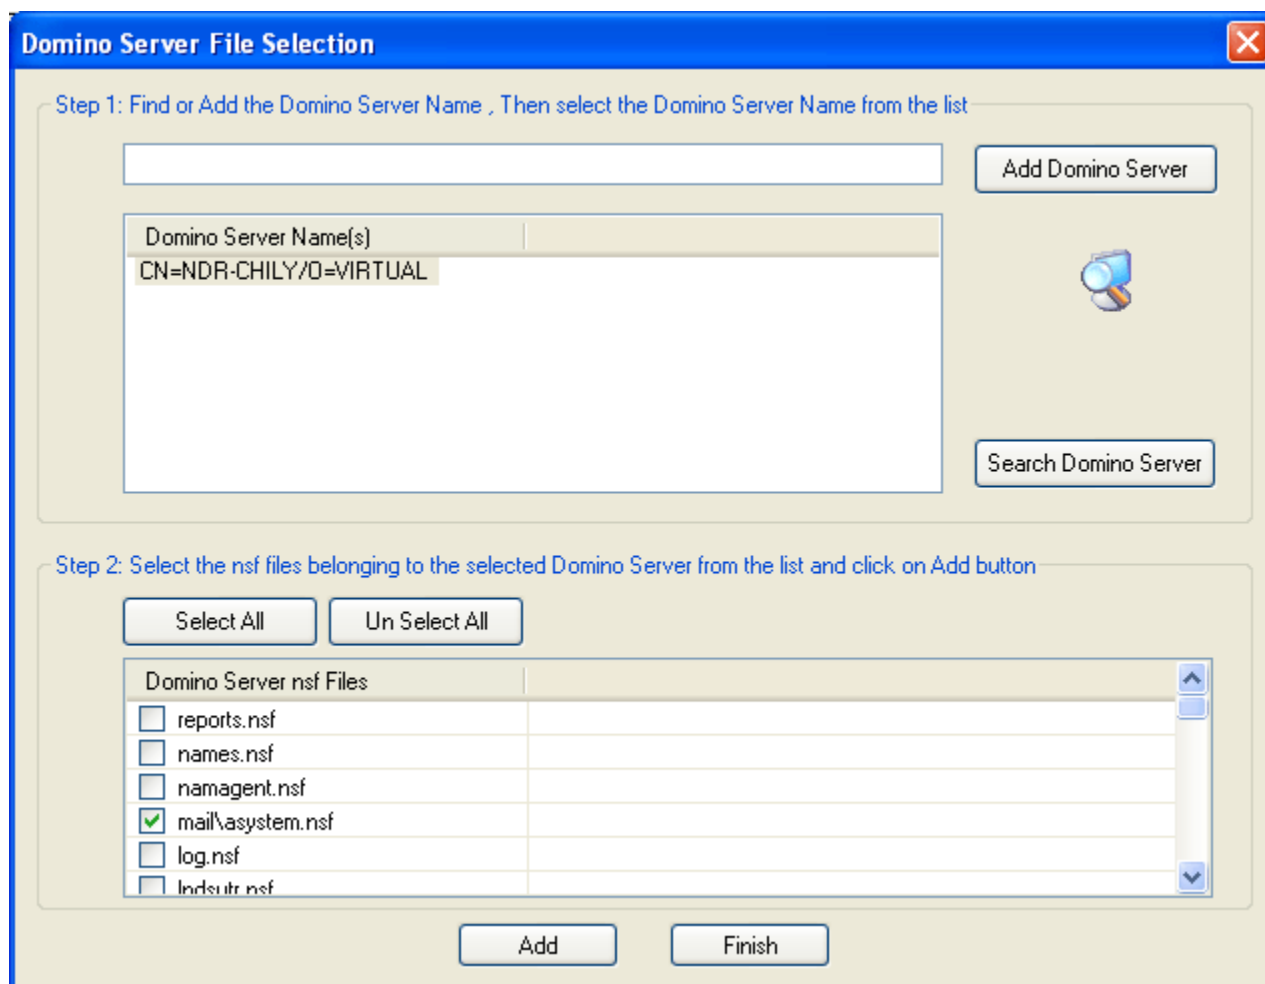 Domino Server File Selection
Step 1: Find or Add the Domino Server Name , Then select the Domino Server Name from the list
Add Domino Server
Domino Server Name(s)
CN=NDR-CHILY/O=VIRTUAL
Search Domino Server
Step 2: Select the nsf files belonging to the selected Domino Server from the list and click on Add button
Select All Un Select All
Domino Server nsf Files
reports.nsf
names.nsf
namagent.nsf
mail\asystem.nsf
log.nsf
Add Finish